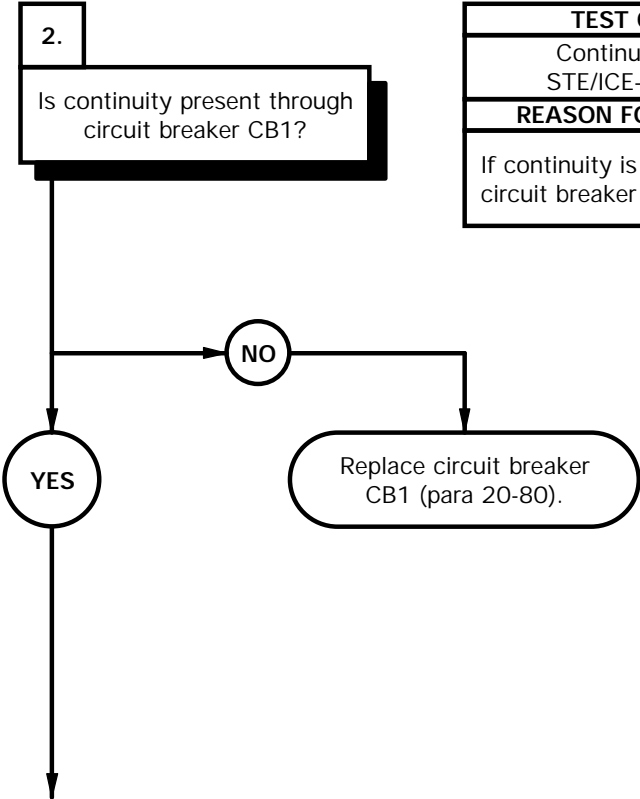 2.
Is continuity present through
circuit breaker CB1?
TEST
Continu
STE/ICE-
REASON FO
If continuity is
circuit breaker
NO
YES
Replace circuit breaker
CB1 (para 20-80).